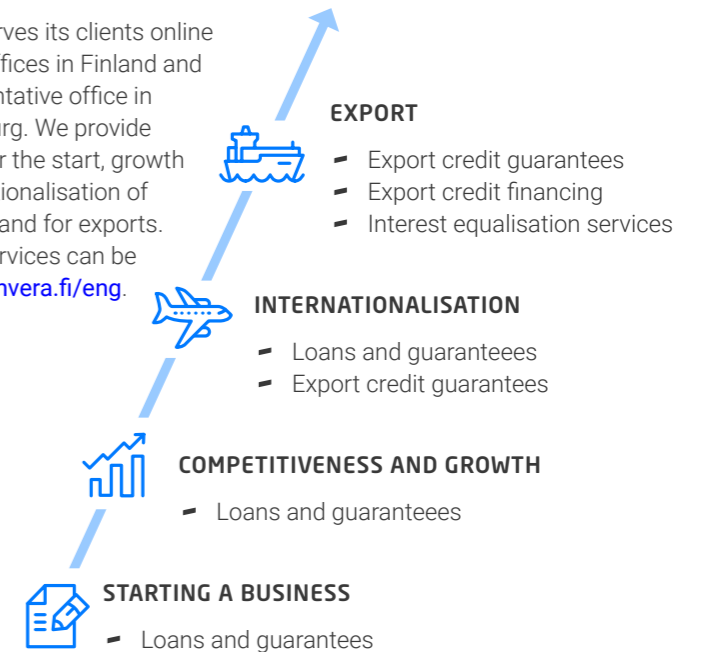 rves its clients online
ffices in Finland and
ntative office in
urg. We provide
r the start, growth
tionalisation of
and for exports.
rvices can be
nvera.fi/eng.
EXPORT
- Export credit guarantees
- Export credit financing
- Interest equalisation services
INTERNATIONALISATION
- Loans and guaranteees
- Export credit guarantees
COMPETITIVENESS AND GROWTH
- Loans and guaranteees
STARTING A BUSINESS
- Loans and guarantees